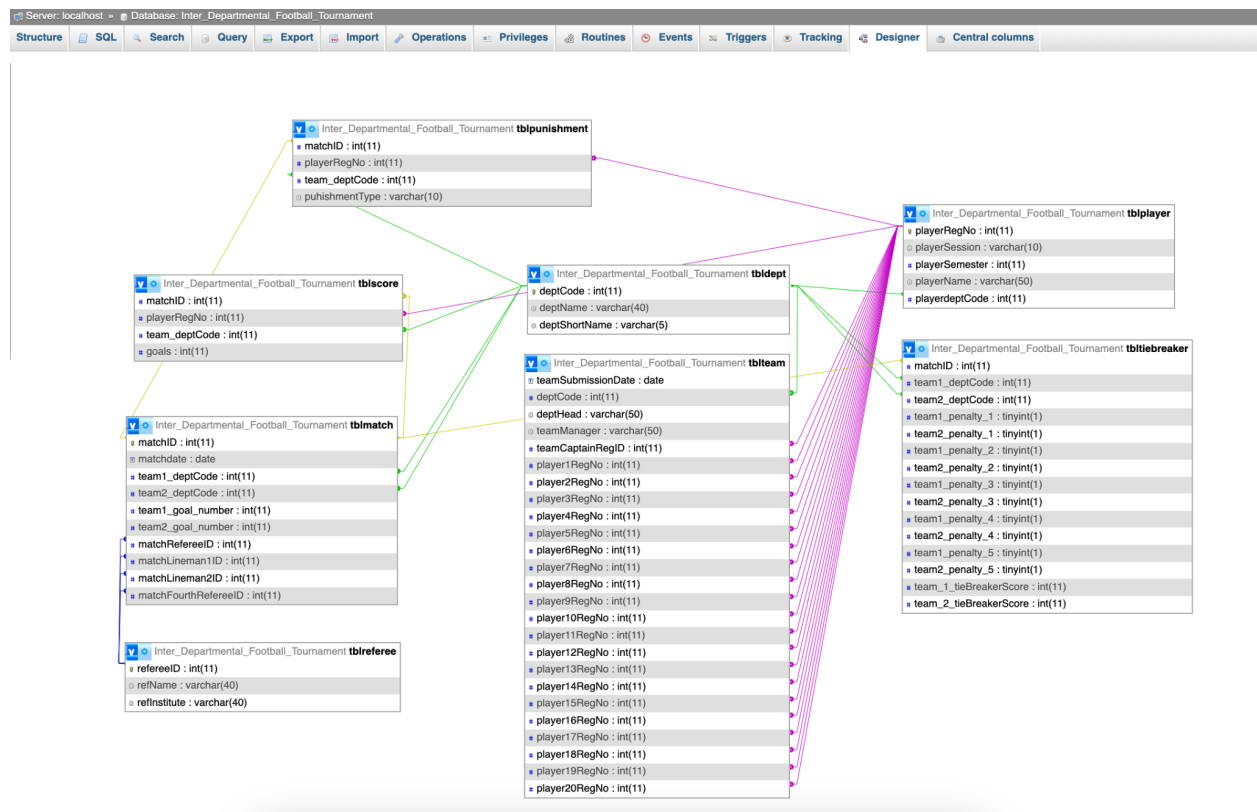 Server: localhost » Database: Inter_Departmental_Football_Tournament
Structure SQL Search Query Export Import Operations Privileges Routines Events Triggers Tracking Designer Central columns
Inter_Departmental_Football_Tournament tblpunishment
matchID : int(11)
playerRegNo : int(11)
team_deptCode : int(11)
puhishmentType : varchar(10)
Inter_Departmental_Football_Tournament tblplayer
playerRegNo : int(11)
playerSession : varchar(10)
playerSemester : int(11)
playerName : varchar(50)
playerdeptCode : int(11)
Inter_Departmental_Football_Tournament tblscore
matchID : int(11)
playerRegNo : int(11)
team_deptCode : int(11)
goals : int(11)
Inter_Departmental_Football_Tournament tbldept
deptCode : int(11)
deptName : varchar(40)
deptShortName : varchar(5)
Inter_Departmental_Football_Tournament tblteam
teamSubmissionDate : date
deptCode : int(11)
deptHead : varchar(50)
teamManager : varchar(50)
teamCaptainRegID : int(11)
player1RegNo : int(11)
player2RegNo : int(11)
player3RegNo : int(11)
player4RegNo : int(11)
player5RegNo : int(11)
player6RegNo : int(11)
player7RegNo : int(11)
player8RegNo : int(11)
player9RegNo : int(11)
player10RegNo : int(11)
player11RegNo : int(11)
player12RegNo : int(11)
player13RegNo : int(11)
player14RegNo : int(11)
player15RegNo : int(11)
player16RegNo : int(11)
player17RegNo : int(11)
player18RegNo : int(11)
player19RegNo : int(11)
player20RegNo : int(11)
Inter_Departmental_Football_Tournament tbltiebreaker
matchID : int(11)
team1_deptCode : int(11)
team2_deptCode : int(11)
team1_penalty_1 : tinyint(1)
team2_penalty_1 : tinyint(1)
team1_penalty_2 : tinyint(1)
team2_penalty_2 : tinyint(1)
team1_penalty_3 : tinyint(1)
team2_penalty_3 : tinyint(1)
team1_penalty_4 : tinyint(1)
team2_penalty_4 : tinyint(1)
team1_penalty_5 : tinyint(1)
team2_penalty_5 : tinyint(1)
team_1_tieBreakerScore : int(11)
team_2_tieBreakerScore : int(11)
Inter_Departmental_Football_Tournament tblmatch
matchID : int(11)
matchdate : date
team1_deptCode : int(11)
team2_deptCode : int(11)
team1_goal_number : int(11)
team2_goal_number : int(11)
matchRefereeID : int(11)
matchLineman1ID : int(11)
matchLineman2ID : int(11)
matchFourthRefereeID : int(11)
Inter_Departmental_Football_Tournament tblreferee
refereeID : int(11)
refName : varchar(40)
refInstitute : varchar(40)